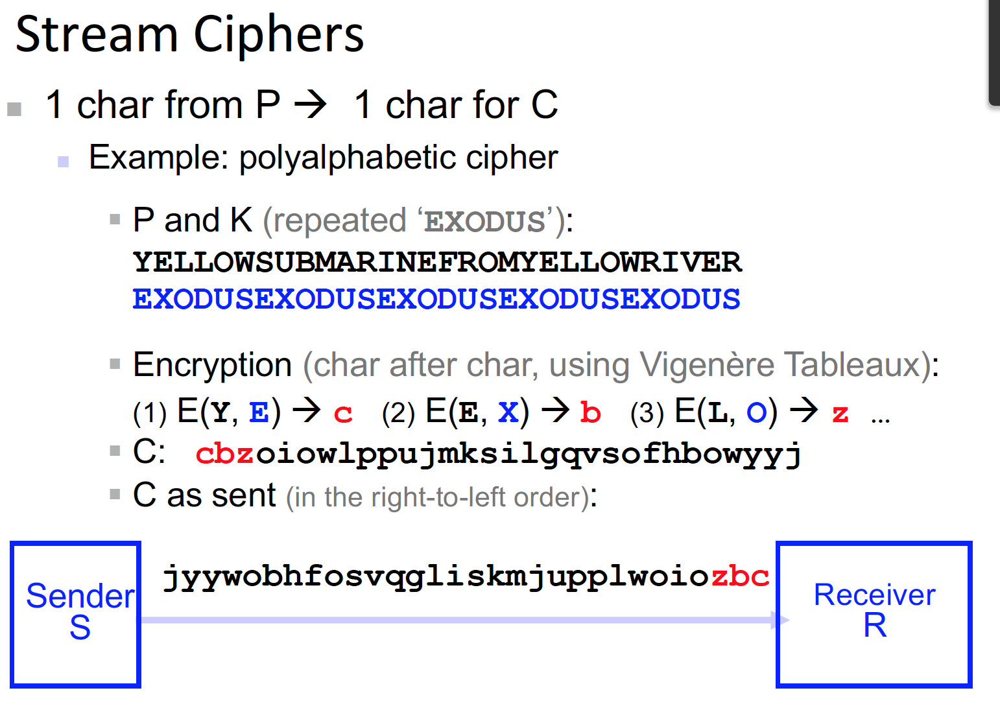 Stream Ciphers
1 char from P → 1 char for C
Example: polyalphabetic cipher
P and K (repeated ‘EXODUS’):
YELLOWSUBMARINEFROMYELLOWRIVER
EXODUSEXODUSEXODUSEXODUSEXODUS
Encryption (char after char, using Vigenère Tableaux):
(1) E(Y, E) → c (2) E(E, X) → b (3) E(L, O) → z ...
C: cbzoiowlppujmksilgqvsofhbowyyj
C as sent (in the right-to-left order):
jyywobhfosvqgliskmjupplwoiozbc
Sender
S
Receiver
R